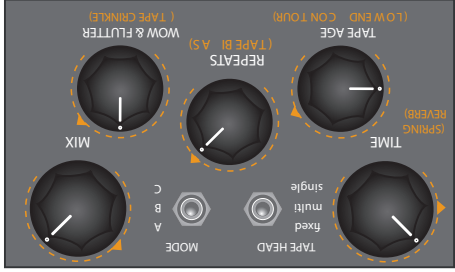 TAPE HEAD
MODE
fixed
multi
single
A
B
C
TIME
(SPRING
REVERB)
MIX
TAPE AGE
(LOW END CONTOUR)
REPEATS
(TAPE BIAS)
WOW & FLUTTER
(TAPE CRINKLE)